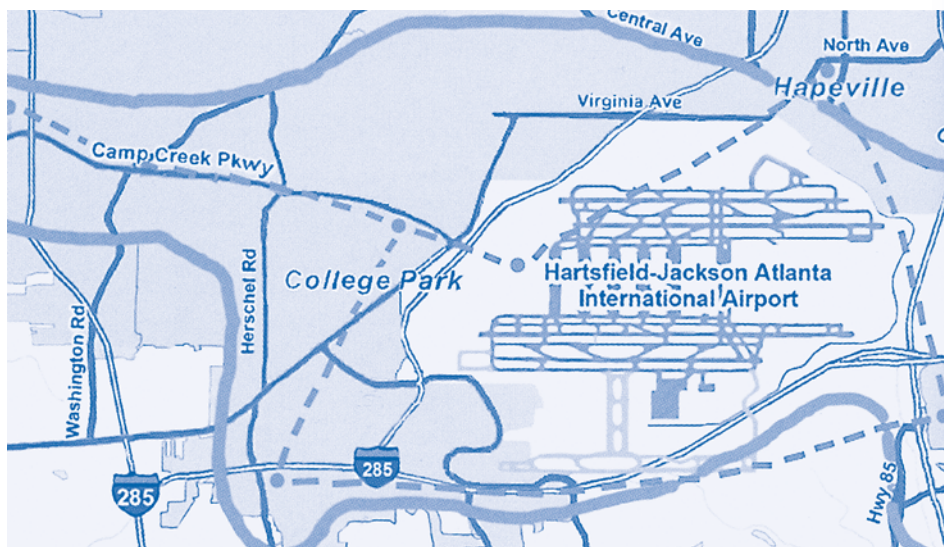 Central Ave
North Ave
Hapeville
Virginia Ave
Camp Creek Pkwy
College Park
Hartsfield-Jackson Atlanta
International Airport
Herschel Rd
Washington Rd
285
285
Hwy 85